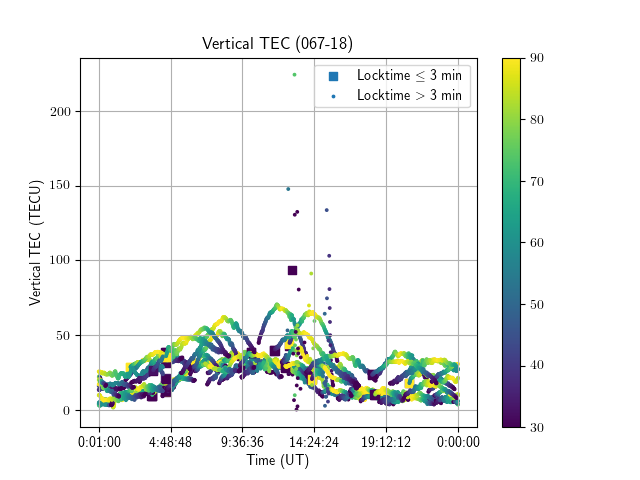 Vertical TEC (067-18)
Locktime ≤ 3 min
Locktime > 3 min
Vertical TEC (TECU)
200
150
100
50
0
0:01:00 4:48:48 9:36:36 14:24:24 19:12:12 0:00:00
Time (UT)
90
80
70
60
50
40
30